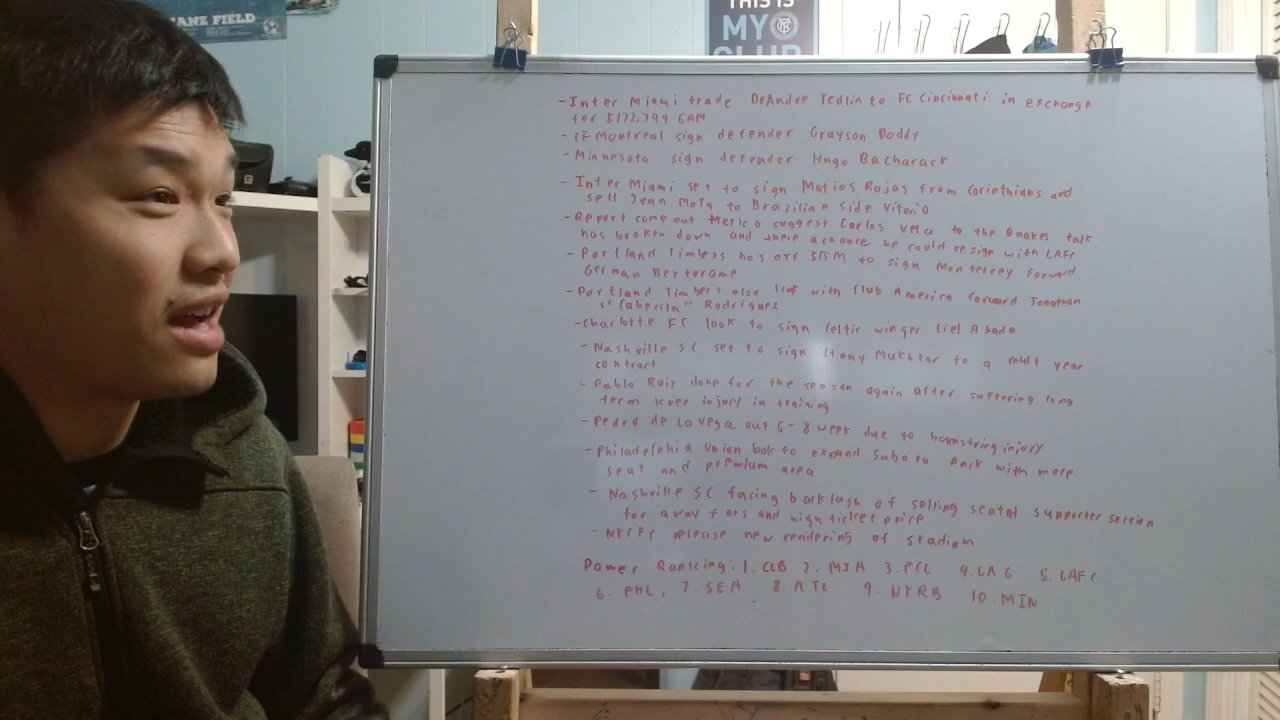 ANZ FIELD
THIS IS
MY
CLUB
-Inter Miami trade DeAndre Yedlin to FC Cincinnati in exchange
for $172,799 GAM
-CF Montreal sign defender Grayson Doddy
-Minnesota sign defender Hugo Bacharack
-Inter Miami set to sign Matios Rojas from Corinthians and
sell Jean Mota to Brazilian side Vitoria
-Report come out Mexico suggest Carlos Vela to the Quakes talk
has broken down and there a chance he could resign with LAFC
-Portland Timbers has off to sign Monterrey forward
German Berterame
-Portland Timbers also with Club America forward Jonatoan
"Caberita" Rodriguez
-Charlotte FC look to sign Celtic winger Liel Abada
-Nashville SC set to sign Hany Mukhtar to a mult year
contract
-Pablo Ruiz done for the season again after suffering long
term knee injury in training
-Pedro de La Vega out 6-8 week due to hamstring injury
-Philadelphia Union look to expand Subaru Park with more
seat and premium area
-Nashville SC facing backlash of selling seated supporter section
for away fans and high ticket price
-NYCFC release new rendering of stadium
Power Ranking: 1. CLB 2. MIA 3. FCC 4. LAG 5. LAFC
6. PHL, 7. SEA 8. ATL 9. NYRB 10. MIN